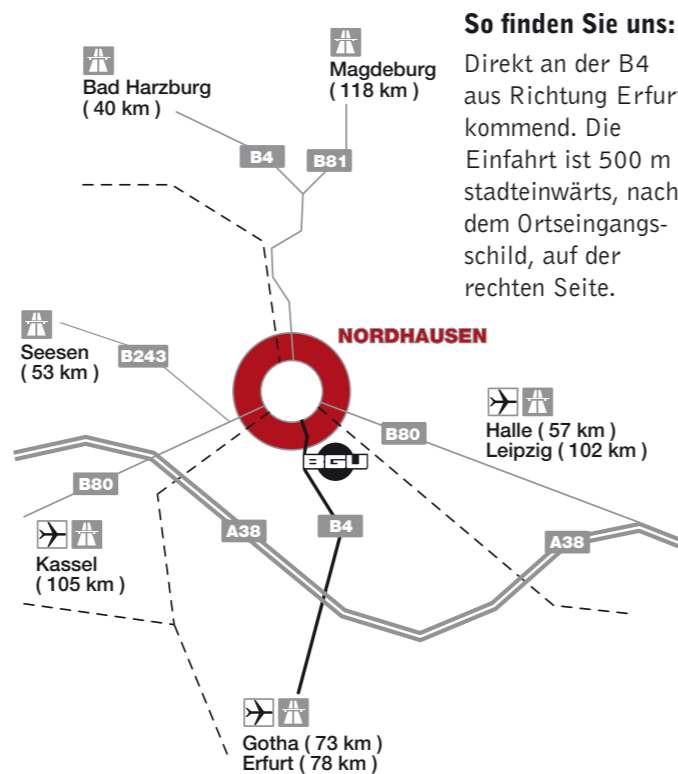 So finden Sie uns:
Direkt an der B4
aus Richtung Erfurt
kommend. Die
Einfahrt ist 500 m
stadteinwärts, nach
dem Ortseingangs-
schild, auf der
rechten Seite.
Bad Harzburg
( 40 km )
Magdeburg
( 118 km )
B4
B81
NORDHAUSEN
Seesen
( 53 km )
B243
B80
Halle ( 57 km )
Leipzig ( 102 km )
BGU
B80
A38
B4
A38
Kassel
( 105 km )
Gotha ( 73 km )
Erfurt ( 78 km )